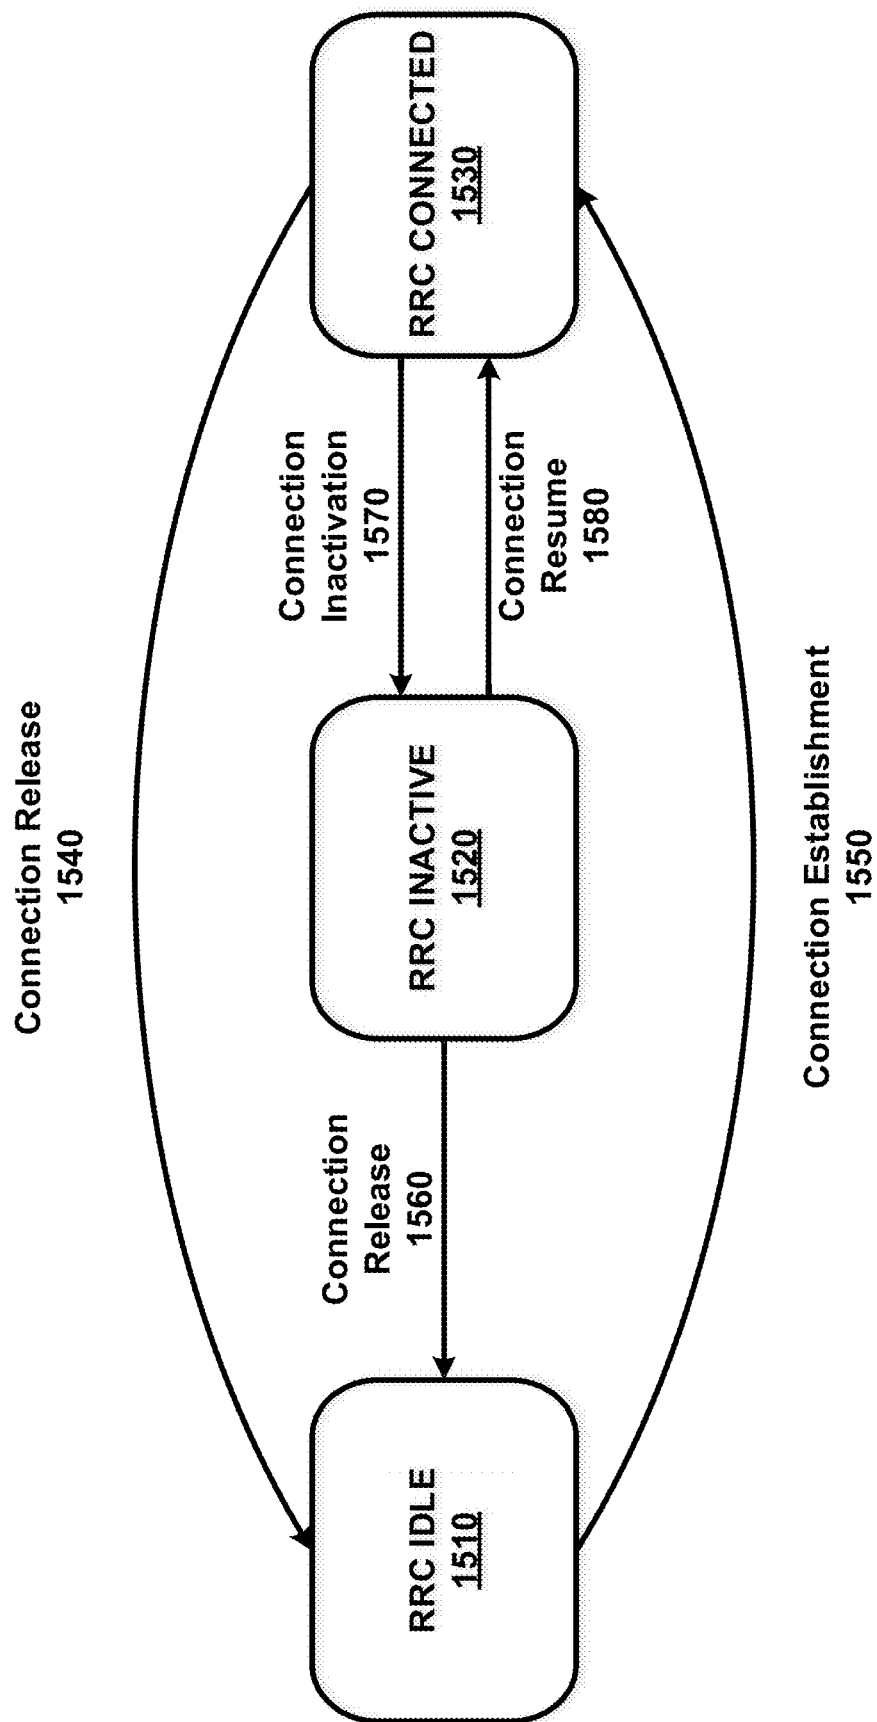 Connection Release
1540
RRC IDLE
1510
Connection
Release
1560
RRC INACTIVE
1520
Connection
Inactivation
1570
Connection
Resume
1580
RRC CONNECTED
1530
Connection Establishment
1550